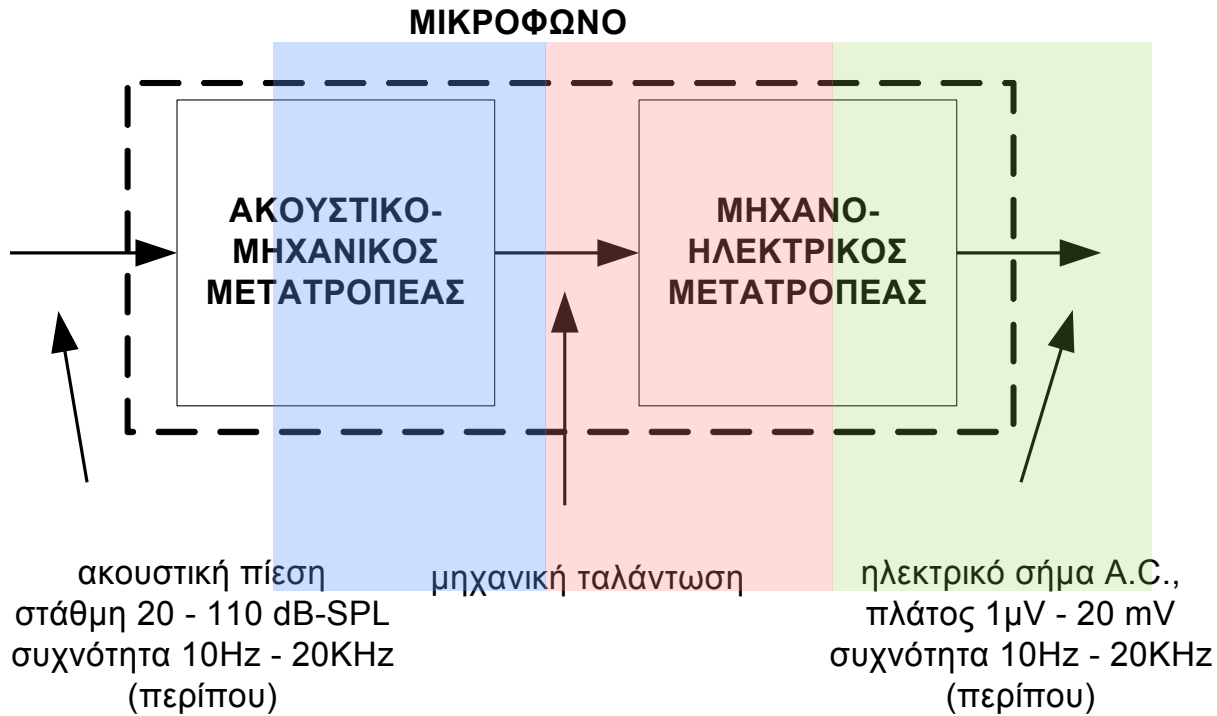 ΜΙΚΡΟΦΩΝΟ
ΑΚΟΥΣΤΙΚΟ-
ΜΗΧΑΝΙΚΟΣ
ΜΕΤΑΤΡΟΠΕΑΣ
ΜΗΧΑΝΟ-
ΗΛΕΚΤΡΙΚΟΣ
ΜΕΤΑΤΡΟΠΕΑΣ
ακουστική πίεση
στάθμη 20 - 110 dB-SPL
συχνότητα 10Hz - 20KHz
(περίπου)
μηχανική ταλάντωση
ηλεκτρικό σήμα A.C.,
πλάτος 1μV - 20 mV
συχνότητα 10Hz - 20KHz
(περίπου)